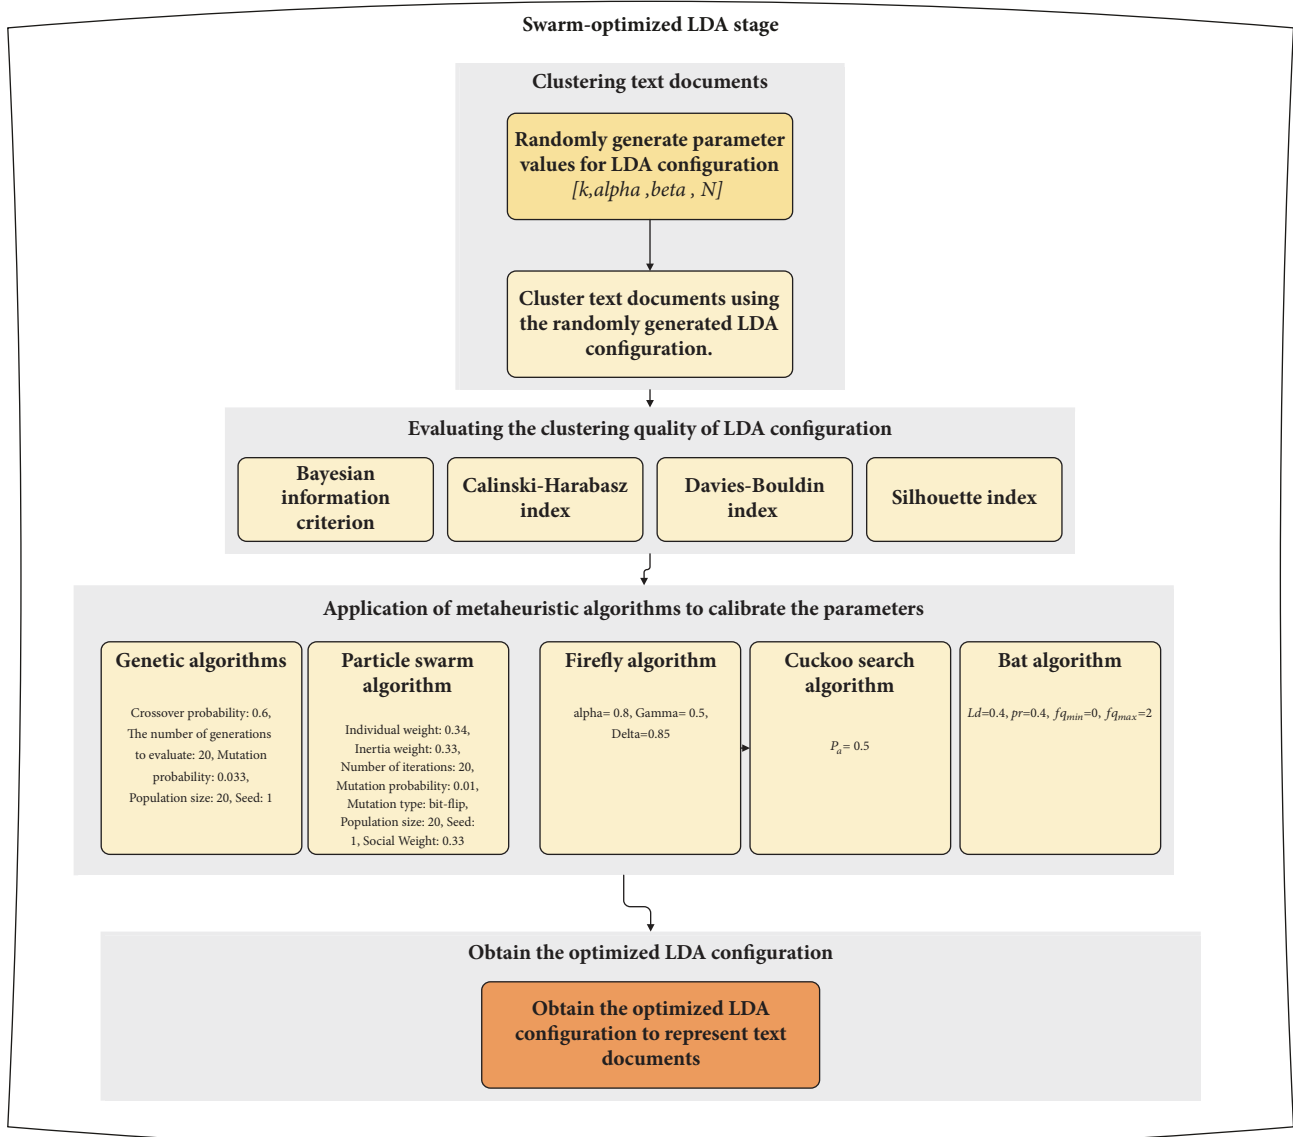 Swarm-optimized LDA stage
Clustering text documents
Randomly generate parameter
values for LDA configuration
[k,alpha ,beta , N]
Cluster text documents using
the randomly generated LDA
configuration.
Evaluating the clustering quality of LDA configuration
Bayesian
information
criterion
Calinski-Harabasz
index
Davies-Bouldin
index
Silhouette index
Application of metaheuristic algorithms to calibrate the parameters
Genetic algorithms
Crossover probability: 0.6,
The number of generations
to evaluate: 20, Mutation
probability: 0.033,
Population size: 20, Seed: 1
Particle swarm
algorithm
Individual weight: 0.34,
Inertia weight: 0.33,
Number of iterations: 20,
Mutation probability: 0.01,
Mutation type: bit-flip,
Population size: 20, Seed:
1, Social Weight: 0.33
Firefly algorithm
alpha= 0.8, Gamma= 0.5,
Delta=0.85
Cuckoo search
algorithm
Pa= 0.5
Bat algorithm
Ld=0.4, pr=0.4, fqmin=0, fqmax=2
Obtain the optimized LDA configuration
Obtain the optimized LDA
configuration to represent text
documents